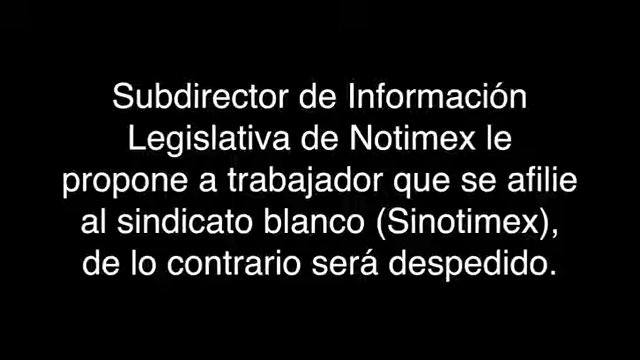 Subdirector de Información
Legislativa de Notimex le
propone a trabajador que se afilie
al sindicato blanco (Sinotimex),
de lo contrario será despedido.